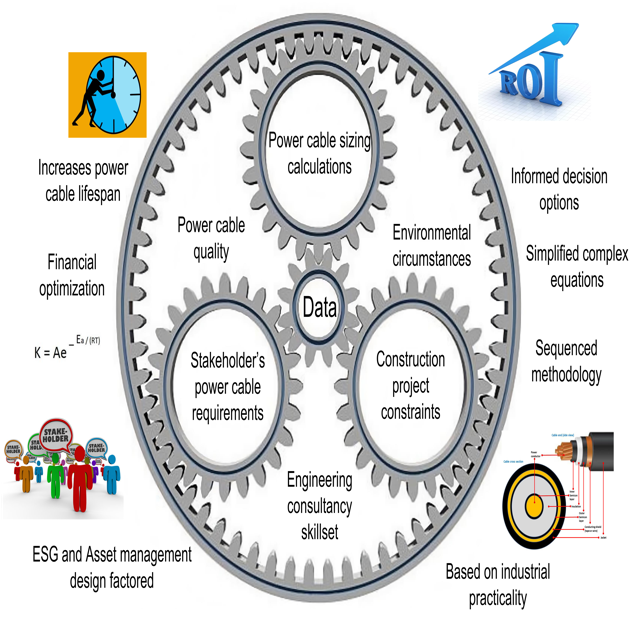 ROI
Power cable sizing
calculations
Increases power
cable lifespan
Informed decision
options
Power cable
quality
Environmental
circumstances
Financial
optimization
Simplified complex
equations
Data
K = Ae^–Ea / (RT)
Stakeholder's
power cable
requirements
Construction
project
constraints
Sequenced
methodology
STAKE-
HOLDER
STAKE-
HOLDER
STAKE-
HOLDER
Engineering
consultancy
skillset
ESG and Asset management
design factored
Based on industrial
practicality